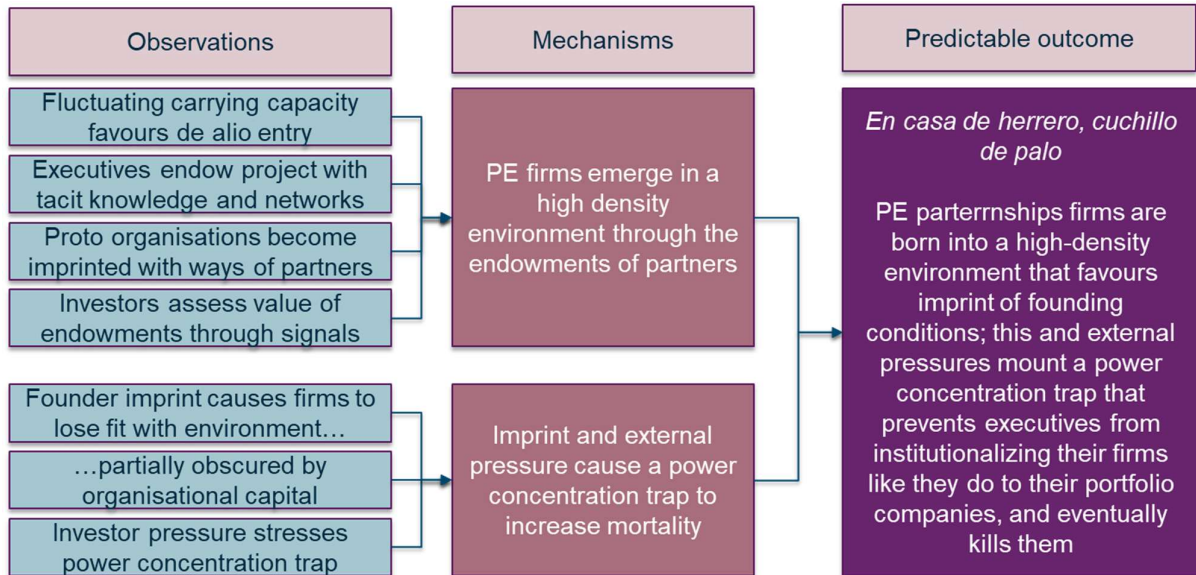 Observations
Mechanisms
Predictable outcome
Fluctuating carrying capacity
favours de alio entry
Executives endow project with
tacit knowledge and networks
Proto organisations become
imprinted with ways of partners
Investors assess value of
endowments through signals
Founder imprint causes firms to
lose fit with environment…
…partially obscured by
organisational capital
Investor pressure stresses
power concentration trap
PE firms emerge in a
high density
environment through the
endowments of partners
Imprint and external
pressure cause a power
concentration trap to
increase mortality
En casa de herrero, cuchillo
de palo
PE parterrnships firms are
born into a high-density
environment that favours
imprint of founding
conditions; this and external
pressures mount a power
concentration trap that
prevents executives from
institutionalizing their firms
like they do to their portfolio
companies, and eventually
kills them